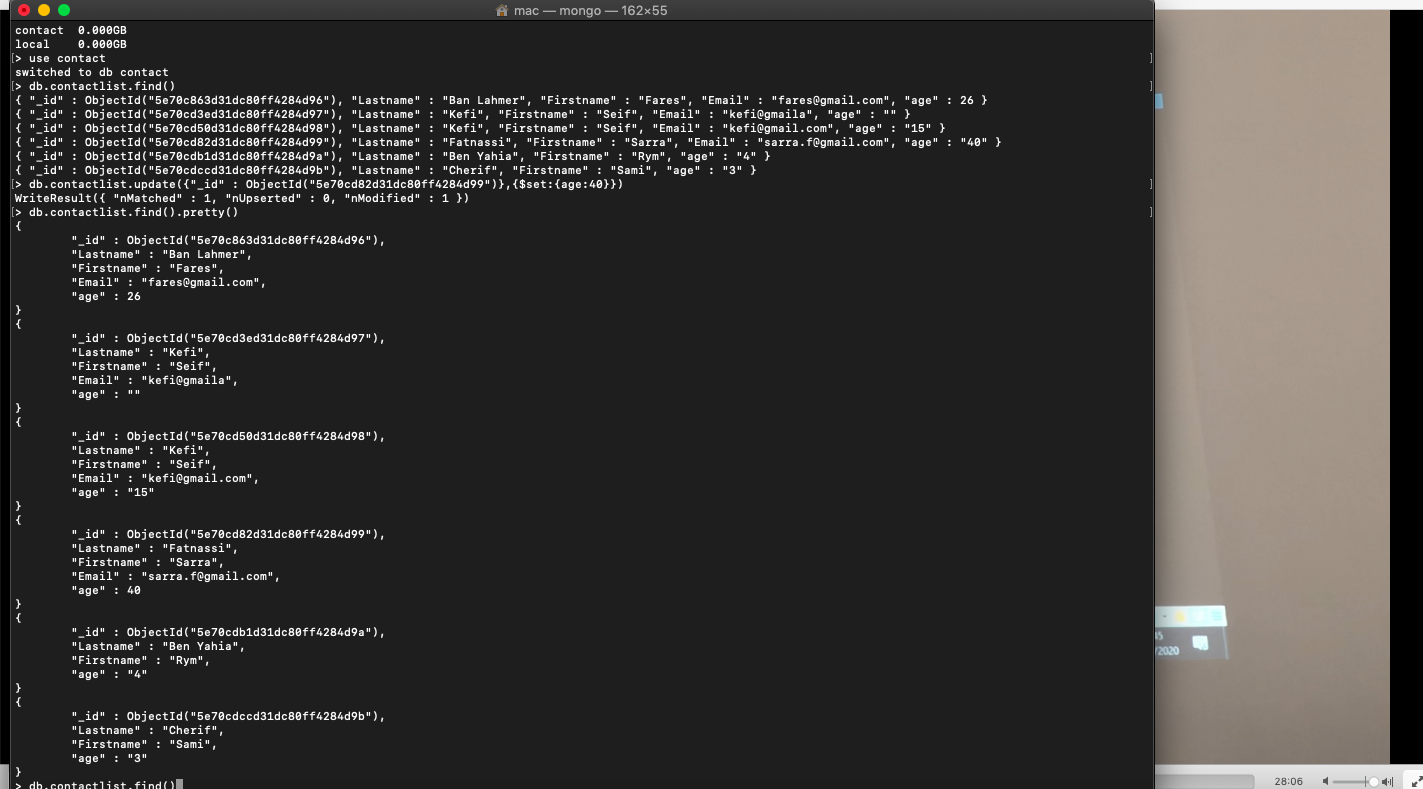 mac — mongo — 162×55
contact  0.000GB
local    0.000GB
[> use contact ]
switched to db contact
[> db.contactlist.find() ]
{ "_id" : ObjectId("5e70c863d31dc80ff4284d96"), "Lastname" : "Ban Lahmer", "Firstname" : "Fares", "Email" : "fares@gmail.com", "age" : 26 }
{ "_id" : ObjectId("5e70cd3ed31dc80ff4284d97"), "Lastname" : "Kefi", "Firstname" : "Seif", "Email" : "kefi@gmaila", "age" : "" }
{ "_id" : ObjectId("5e70cd50d31dc80ff4284d98"), "Lastname" : "Kefi", "Firstname" : "Seif", "Email" : "kefi@gmail.com", "age" : "15" }
{ "_id" : ObjectId("5e70cd82d31dc80ff4284d99"), "Lastname" : "Fatnassi", "Firstname" : "Sarra", "Email" : "sarra.f@gmail.com", "age" : "40" }
{ "_id" : ObjectId("5e70cdb1d31dc80ff4284d9a"), "Lastname" : "Ben Yahia", "Firstname" : "Rym", "age" : "4" }
{ "_id" : ObjectId("5e70cdccd31dc80ff4284d9b"), "Lastname" : "Cherif", "Firstname" : "Sami", "age" : "3" }
[> db.contactlist.update({"_id" : ObjectId("5e70cd82d31dc80ff4284d99")},{$set:{age:40}}) ]
WriteResult({ "nMatched" : 1, "nUpserted" : 0, "nModified" : 1 })
[> db.contactlist.find().pretty() ]
{
"_id" : ObjectId("5e70c863d31dc80ff4284d96"),
"Lastname" : "Ban Lahmer",
"Firstname" : "Fares",
"Email" : "fares@gmail.com",
"age" : 26
}
{
"_id" : ObjectId("5e70cd3ed31dc80ff4284d97"),
"Lastname" : "Kefi",
"Firstname" : "Seif",
"Email" : "kefi@gmaila",
"age" : ""
}
{
"_id" : ObjectId("5e70cd50d31dc80ff4284d98"),
"Lastname" : "Kefi",
"Firstname" : "Seif",
"Email" : "kefi@gmail.com",
"age" : "15"
}
{
"_id" : ObjectId("5e70cd82d31dc80ff4284d99"),
"Lastname" : "Fatnassi",
"Firstname" : "Sarra",
"Email" : "sarra.f@gmail.com",
"age" : 40
}
{
"_id" : ObjectId("5e70cdb1d31dc80ff4284d9a"),
"Lastname" : "Ben Yahia",
"Firstname" : "Rym",
"age" : "4"
}
{
"_id" : ObjectId("5e70cdccd31dc80ff4284d9b"),
"Lastname" : "Cherif",
"Firstname" : "Sami",
"age" : "3"
}
> db.contactlist.find()
/2020
28:06